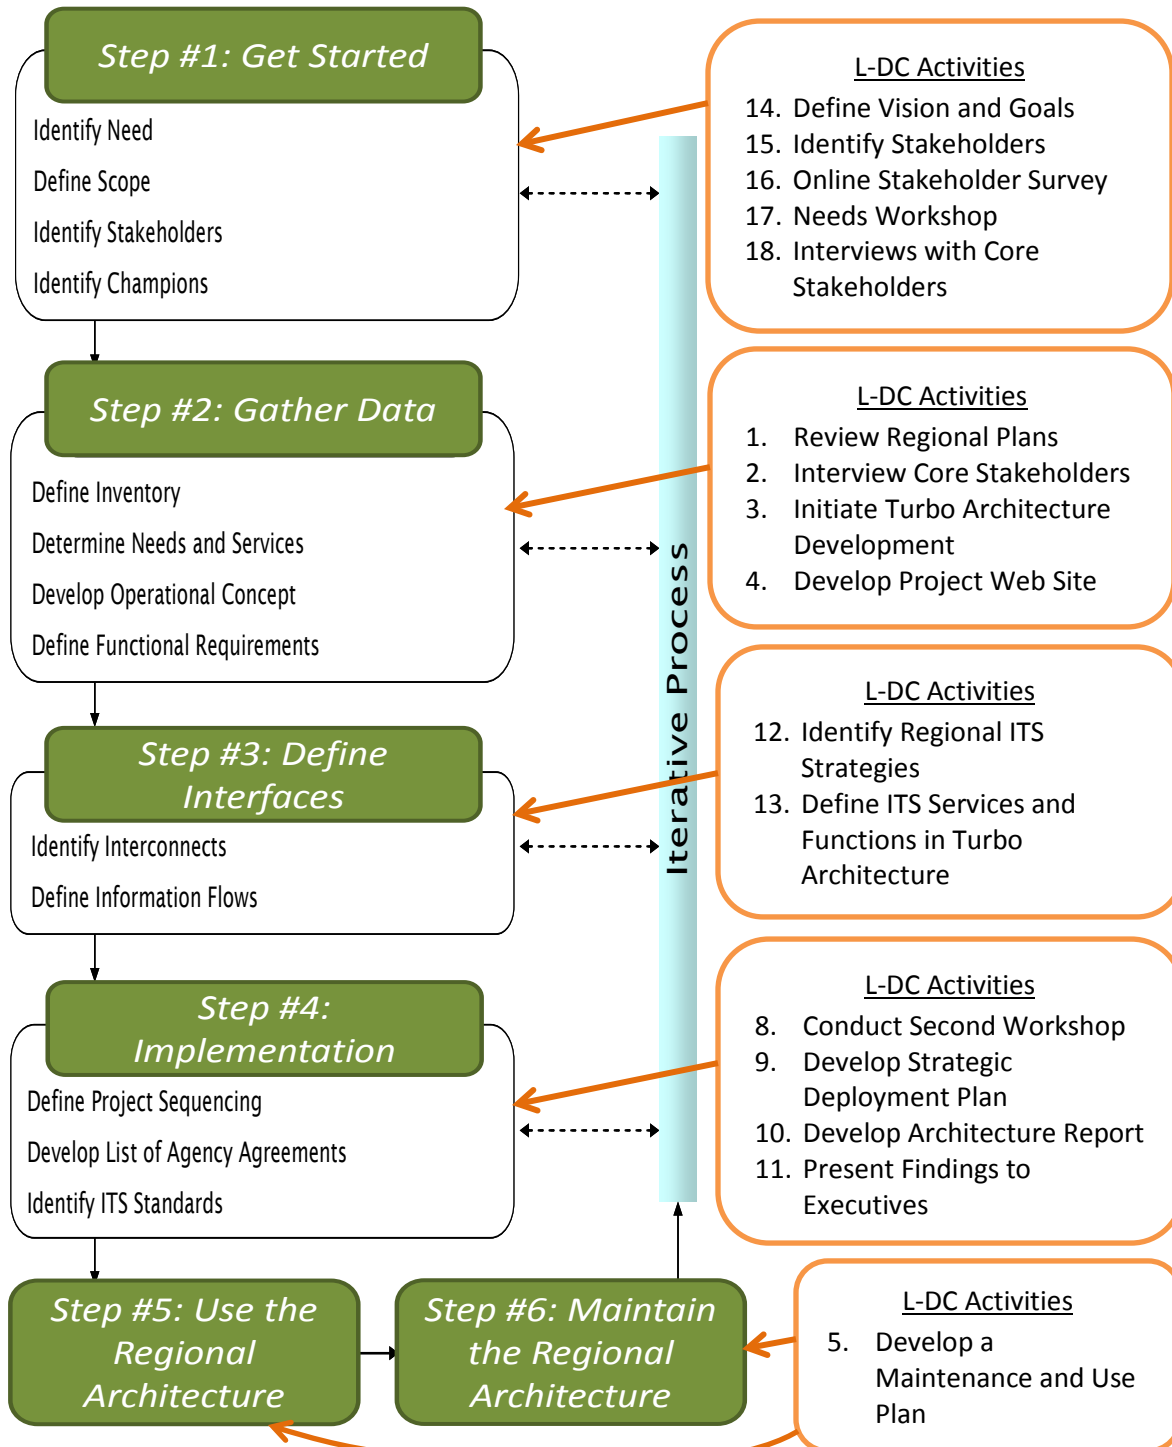 Step #1: Get Started
Identify Need
Define Scope
Identify Stakeholders
Identify Champions
L-DC Activities
14. Define Vision and Goals
15. Identify Stakeholders
16. Online Stakeholder Survey
17. Needs Workshop
18. Interviews with Core
Stakeholders
Step #2: Gather Data
Define Inventory
Determine Needs and Services
Develop Operational Concept
Define Functional Requirements
L-DC Activities
1. Review Regional Plans
2. Interview Core Stakeholders
3. Initiate Turbo Architecture
Development
4. Develop Project Web Site
Iterative Process
Step #3: Define
Interfaces
Identify Interconnects
Define Information Flows
L-DC Activities
12. Identify Regional ITS
Strategies
13. Define ITS Services and
Functions in Turbo
Architecture
Step #4:
Implementation
Define Project Sequencing
Develop List of Agency Agreements
Identify ITS Standards
L-DC Activities
8. Conduct Second Workshop
9. Develop Strategic
Deployment Plan
10. Develop Architecture Report
11. Present Findings to
Executives
Step #5: Use the
Regional
Architecture
Step #6: Maintain
the Regional
Architecture
L-DC Activities
5. Develop a
Maintenance and Use
Plan